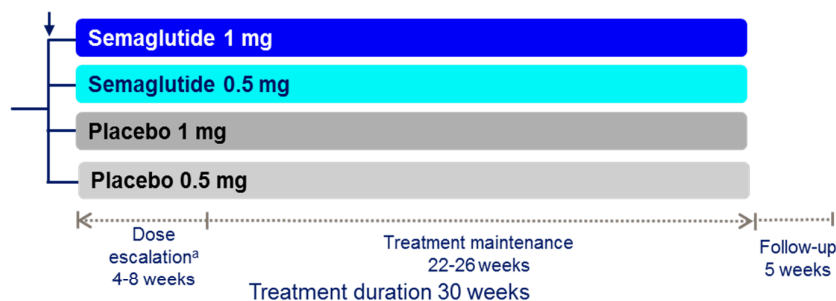 Semaglutide 1 mg
Semaglutide 0.5 mg
Placebo 1 mg
Placebo 0.5 mg
Dose
escalationᵃ
4-8 weeks
Treatment maintenance
22-26 weeks
Follow-up
5 weeks
Treatment duration 30 weeks